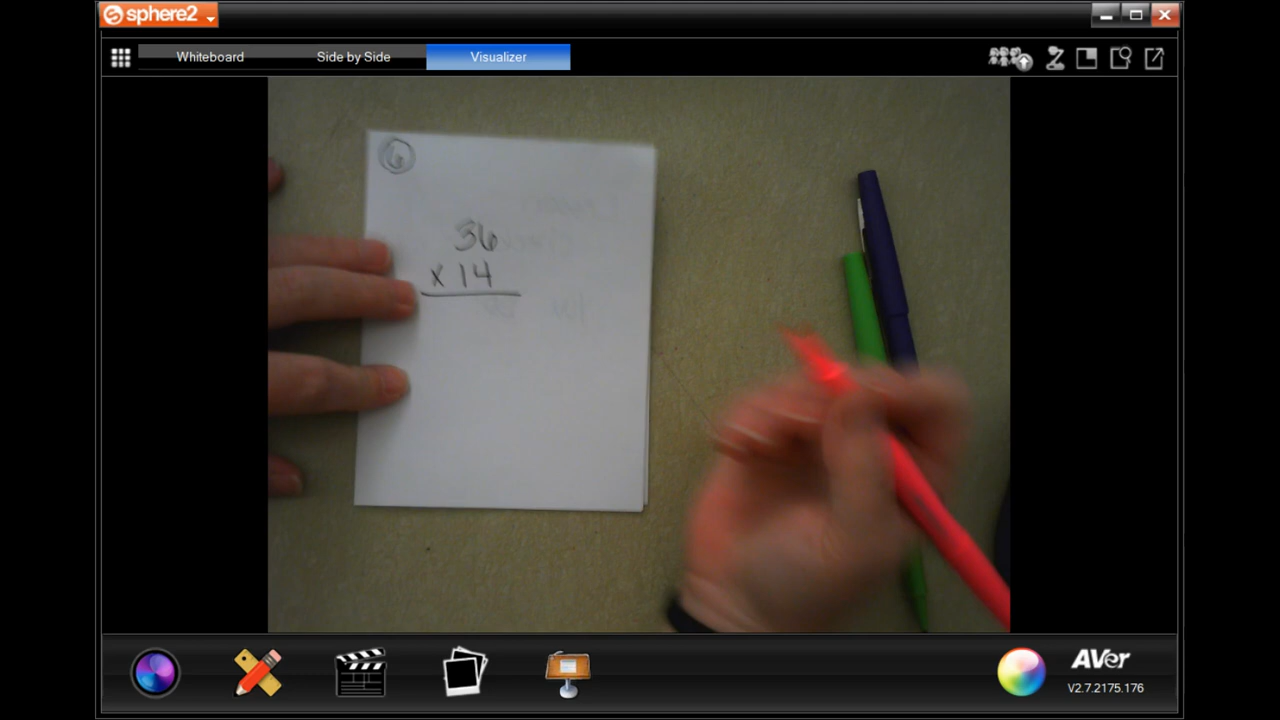 sphere2
Whiteboard Side by Side Visualizer
6
36
x 14
AVer
V2.7.2175.176